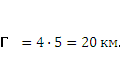 Г = 4 · 5 = 20 км.